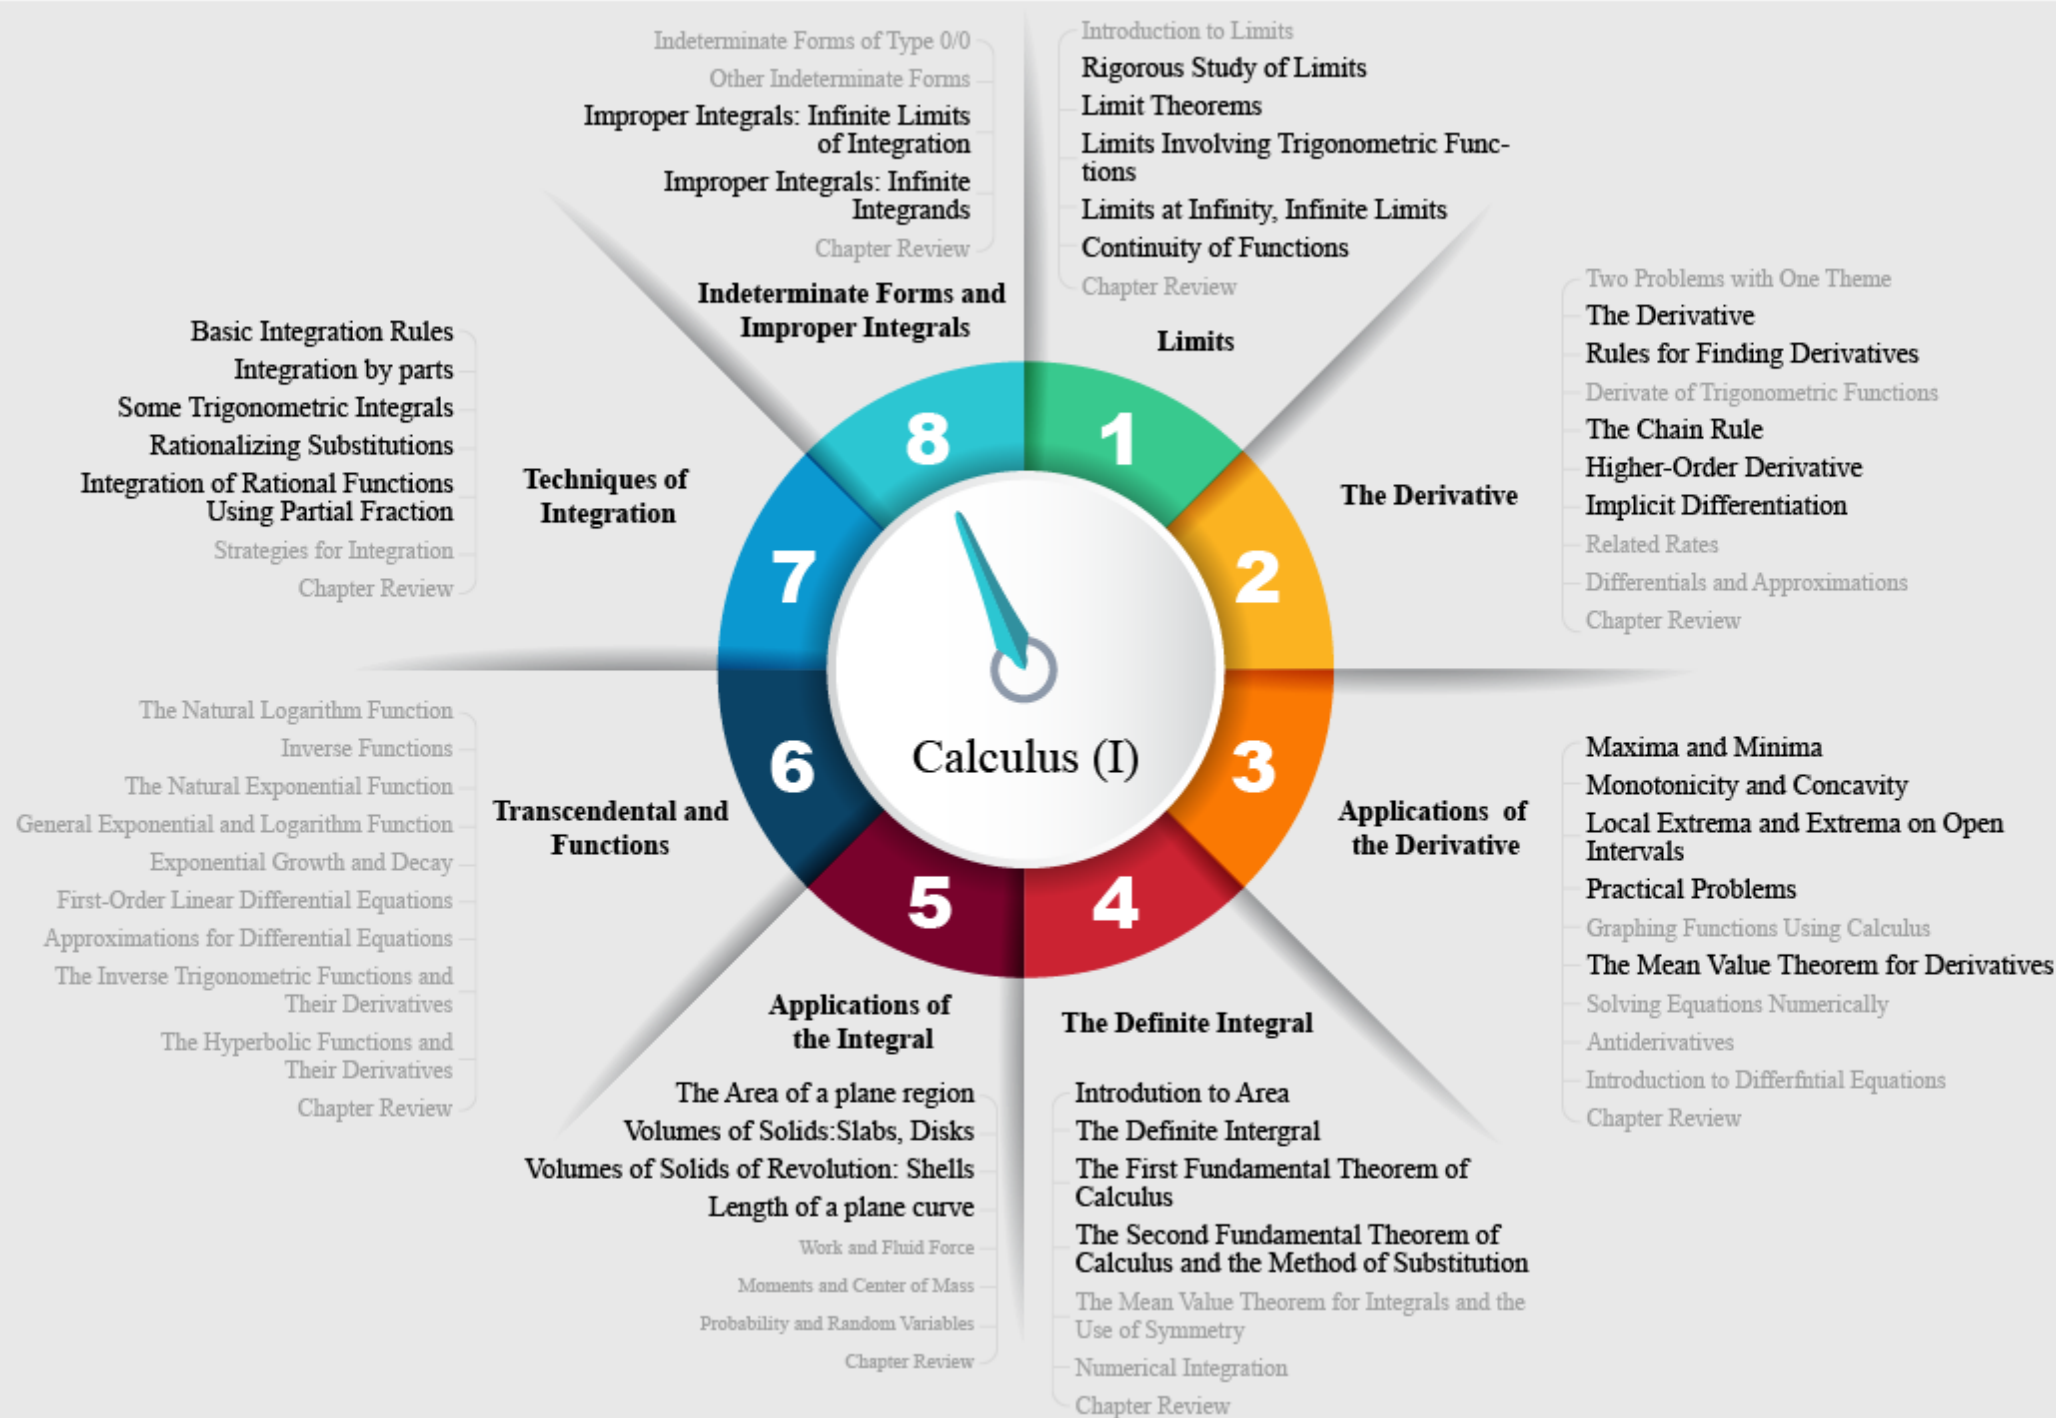 Introduction to Limits
Rigorous Study of Limits
Limit Theorems
Limits Involving Trigonometric Func-
tions
Limits at Infinity, Infinite Limits
Continuity of Functions
Chapter Review
Limits
1
Two Problems with One Theme
The Derivative
Rules for Finding Derivatives
Derivate of Trigonometric Functions
The Chain Rule
Higher-Order Derivative
Implicit Differentiation
Related Rates
Differentials and Approximations
Chapter Review
The Derivative
2
Maxima and Minima
Monotonicity and Concavity
Local Extrema and Extrema on Open
Intervals
Practical Problems
Graphing Functions Using Calculus
The Mean Value Theorem for Derivatives
Solving Equations Numerically
Antiderivatives
Introduction to Differfntial Equations
Chapter Review
Applications of
the Derivative
3
4
The Definite Integral
Introdution to Area
The Definite Intergral
The First Fundamental Theorem of
Calculus
The Second Fundamental Theorem of
Calculus and the Method of Substitution
The Mean Value Theorem for Integrals and the
Use of Symmetry
Numerical Integration
Chapter Review
5
Applications of
the Integral
The Area of a plane region
Volumes of Solids:Slabs, Disks
Volumes of Solids of Revolution: Shells
Length of a plane curve
Work and Fluid Force
Moments and Center of Mass
Probability and Random Variables
Chapter Review
6
Transcendental and
Functions
The Natural Logarithm Function
Inverse Functions
The Natural Exponential Function
General Exponential and Logarithm Function
Exponential Growth and Decay
First-Order Linear Differential Equations
Approximations for Differential Equations
The Inverse Trigonometric Functions and
Their Derivatives
The Hyperbolic Functions and
Their Derivatives
Chapter Review
7
Techniques of
Integration
Basic Integration Rules
Integration by parts
Some Trigonometric Integrals
Rationalizing Substitutions
Integration of Rational Functions
Using Partial Fraction
Strategies for Integration
Chapter Review
8
Indeterminate Forms of Type 0/0
Other Indeterminate Forms
Improper Integrals: Infinite Limits
of Integration
Improper Integrals: Infinite
Integrands
Chapter Review
Indeterminate Forms and
Improper Integrals
Calculus (I)